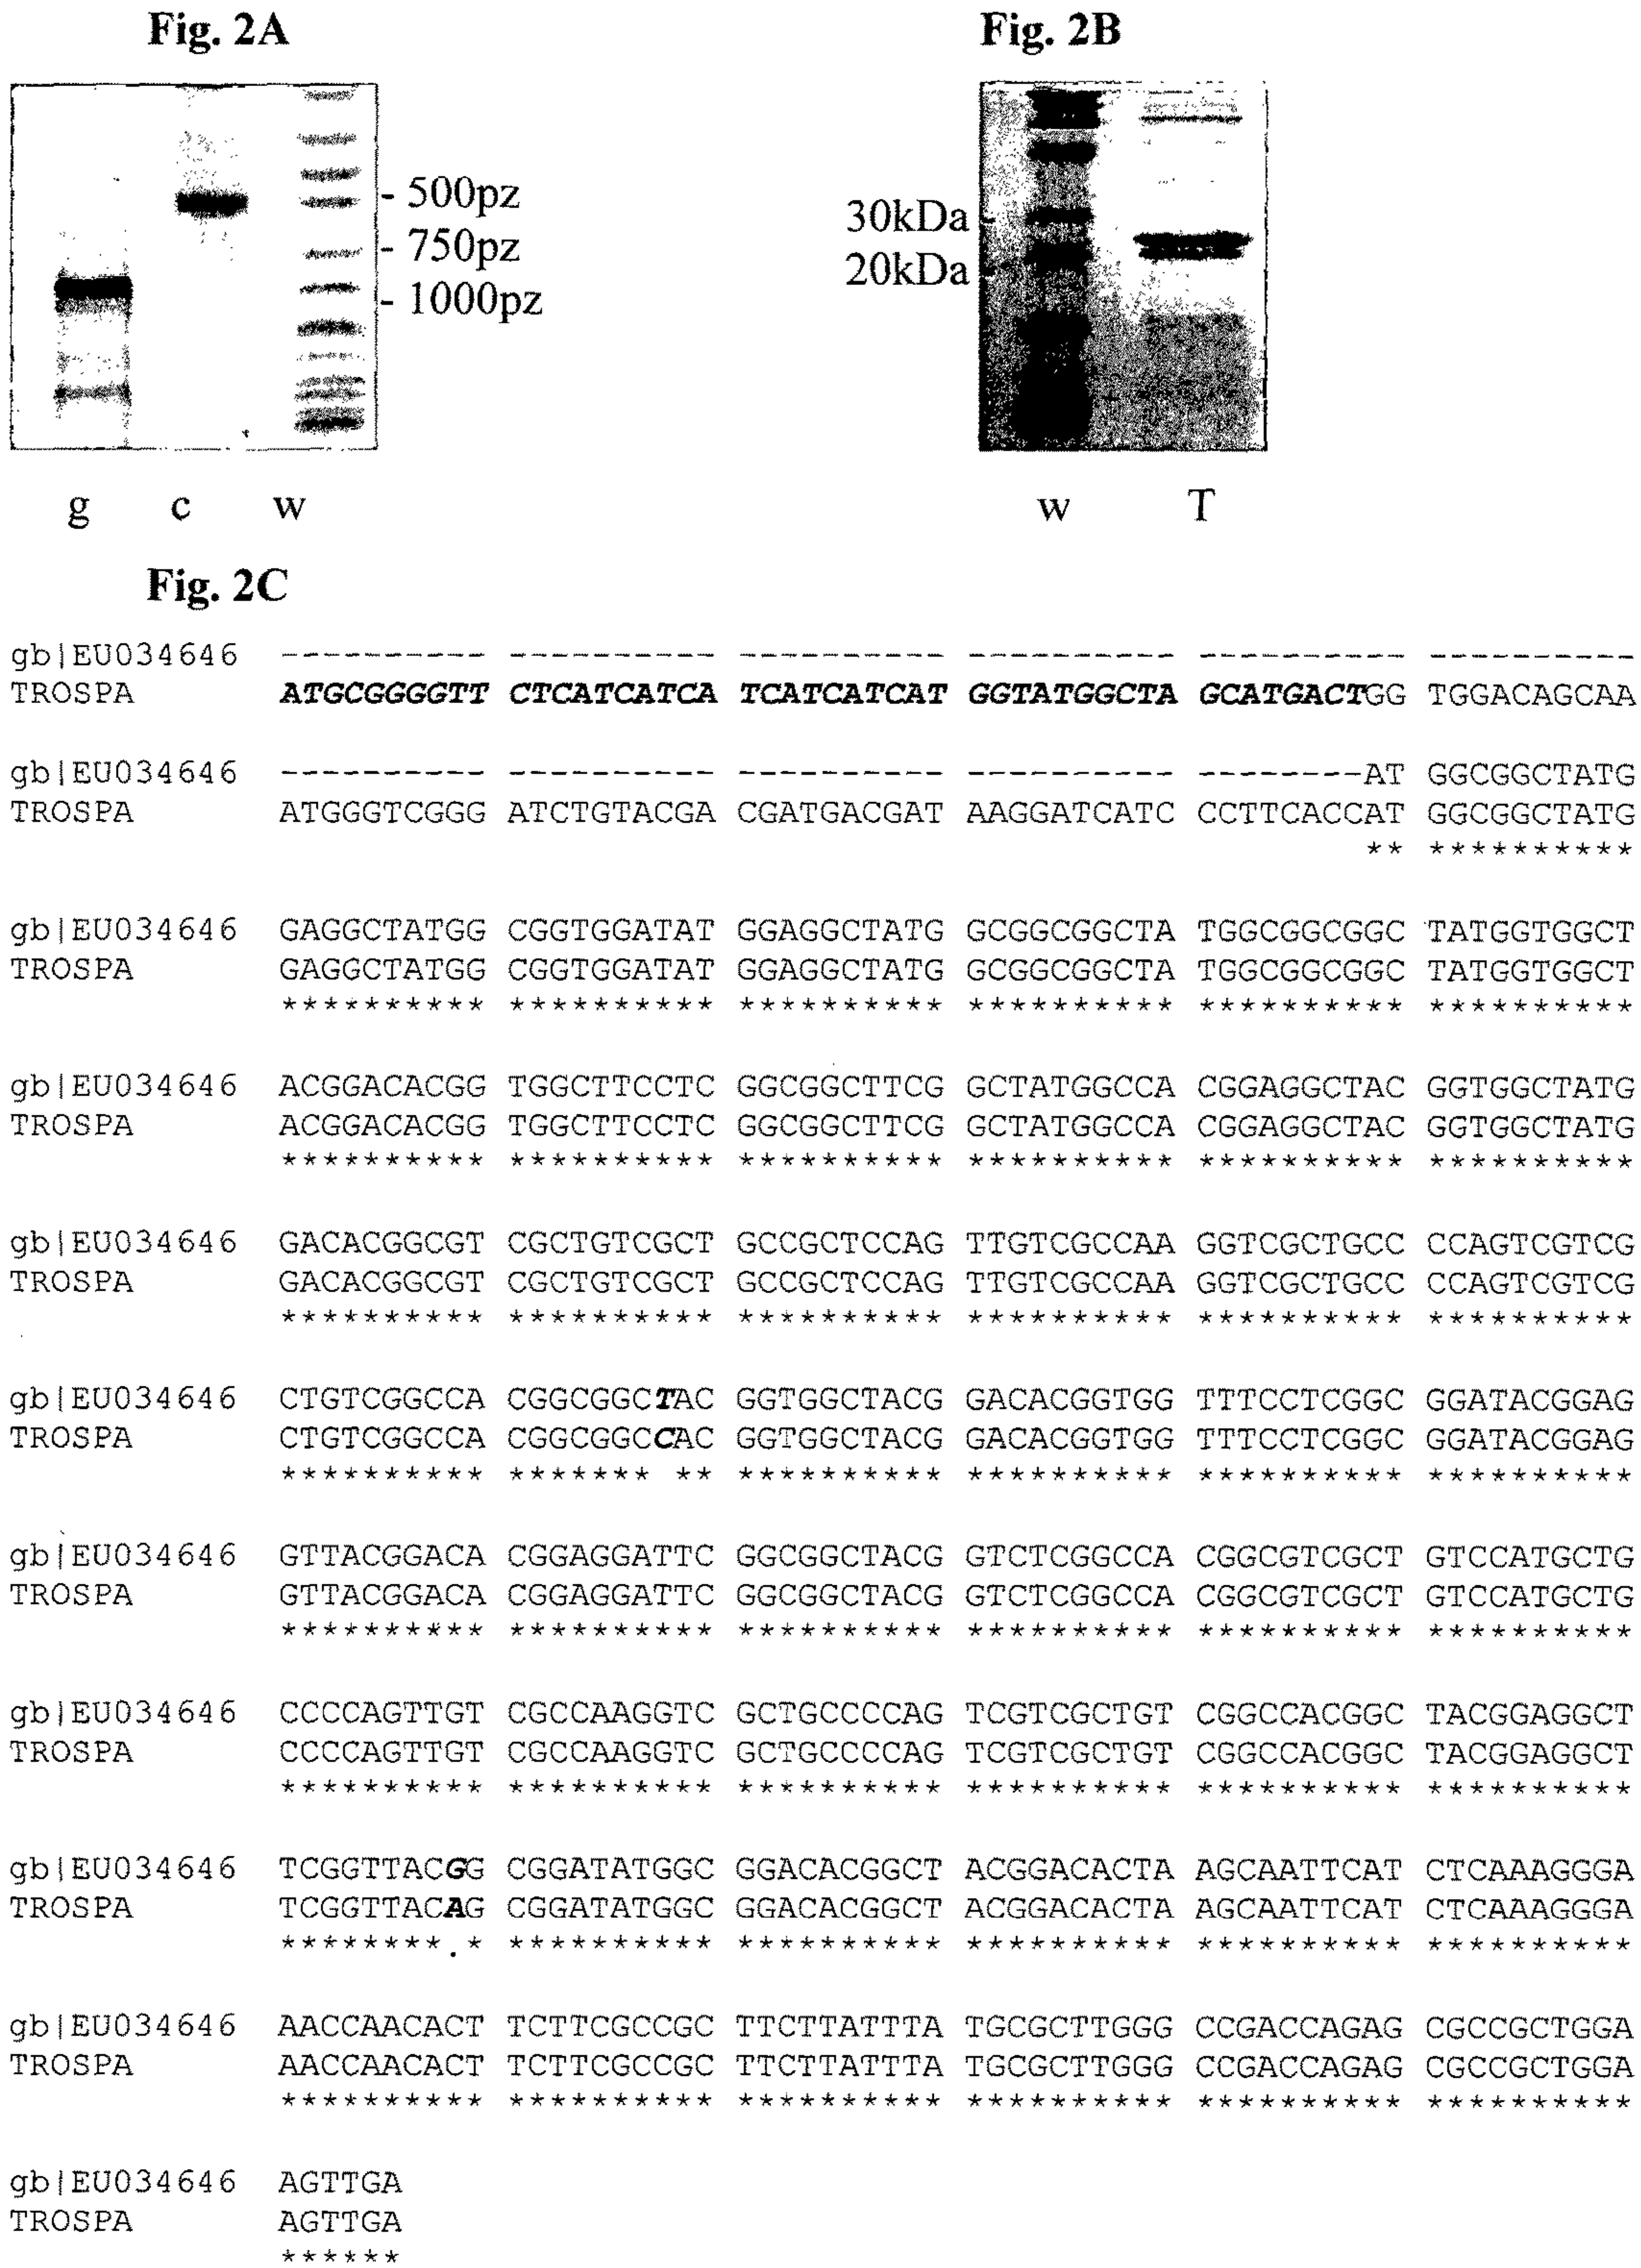 Fig. 2A
Fig. 2B
- 500pz
- 750pz
- 1000pz
30kDa
20kDa
g c w
w T
Fig. 2C
gb|EU034646 ---------- ---------- ---------- ---------- ---------- ----------
TROSPA ATGCGGGGTT CTCATCATCA TCATCATCAT GGTATGGCTA GCATGACTGG TGGACAGCAA
gb|EU034646 ---------- ---------- ---------- ---------- --------AT GGCGGCTATG
TROSPA ATGGGTCGGG ATCTGTACGA CGATGACGAT AAGGATCATC CCTTCACCAT GGCGGCTATG
** **********
gb|EU034646 GAGGCTATGG CGGTGGATAT GGAGGCTATG GCGGCGGCTA TGGCGGCGGC TATGGTGGCT
TROSPA GAGGCTATGG CGGTGGATAT GGAGGCTATG GCGGCGGCTA TGGCGGCGGC TATGGTGGCT
********** ********** ********** ********** ********** **********
gb|EU034646 ACGGACACGG TGGCTTCCTC GGCGGCTTCG GCTATGGCCA CGGAGGCTAC GGTGGCTATG
TROSPA ACGGACACGG TGGCTTCCTC GGCGGCTTCG GCTATGGCCA CGGAGGCTAC GGTGGCTATG
********** ********** ********** ********** ********** **********
gb|EU034646 GACACGGCGT CGCTGTCGCT GCCGCTCCAG TTGTCGCCAA GGTCGCTGCC CCAGTCGTCG
TROSPA GACACGGCGT CGCTGTCGCT GCCGCTCCAG TTGTCGCCAA GGTCGCTGCC CCAGTCGTCG
********** ********** ********** ********** ********** **********
gb|EU034646 CTGTCGGCCA CGGCGGCTAC GGTGGCTACG GACACGGTGG TTTCCTCGGC GGATACGGAG
TROSPA CTGTCGGCCA CGGCGGCCAC GGTGGCTACG GACACGGTGG TTTCCTCGGC GGATACGGAG
********** ******* ** ********** ********** ********** **********
gb|EU034646 GTTACGGACA CGGAGGATTC GGCGGCTACG GTCTCGGCCA CGGCGTCGCT GTCCATGCTG
TROSPA GTTACGGACA CGGAGGATTC GGCGGCTACG GTCTCGGCCA CGGCGTCGCT GTCCATGCTG
********** ********** ********** ********** ********** **********
gb|EU034646 CCCCAGTTGT CGCCAAGGTC GCTGCCCCAG TCGTCGCTGT CGGCCACGGC TACGGAGGCT
TROSPA CCCCAGTTGT CGCCAAGGTC GCTGCCCCAG TCGTCGCTGT CGGCCACGGC TACGGAGGCT
********** ********** ********** ********** ********** **********
gb|EU034646 TCGGTTACGG CGGATATGGC GGACACGGCT ACGGACACTA AGCAATTCAT CTCAAAGGGA
TROSPA TCGGTTACAG CGGATATGGC GGACACGGCT ACGGACACTA AGCAATTCAT CTCAAAGGGA
********.* ********** ********** ********** ********** **********
gb|EU034646 AACCAACACT TCTTCGCCGC TTCTTATTTA TGCGCTTGGG CCGACCAGAG CGCCGCTGGA
TROSPA AACCAACACT TCTTCGCCGC TTCTTATTTA TGCGCTTGGG CCGACCAGAG CGCCGCTGGA
********** ********** ********** ********** ********** **********
gb|EU034646 AGTTGA
TROSPA AGTTGA
******